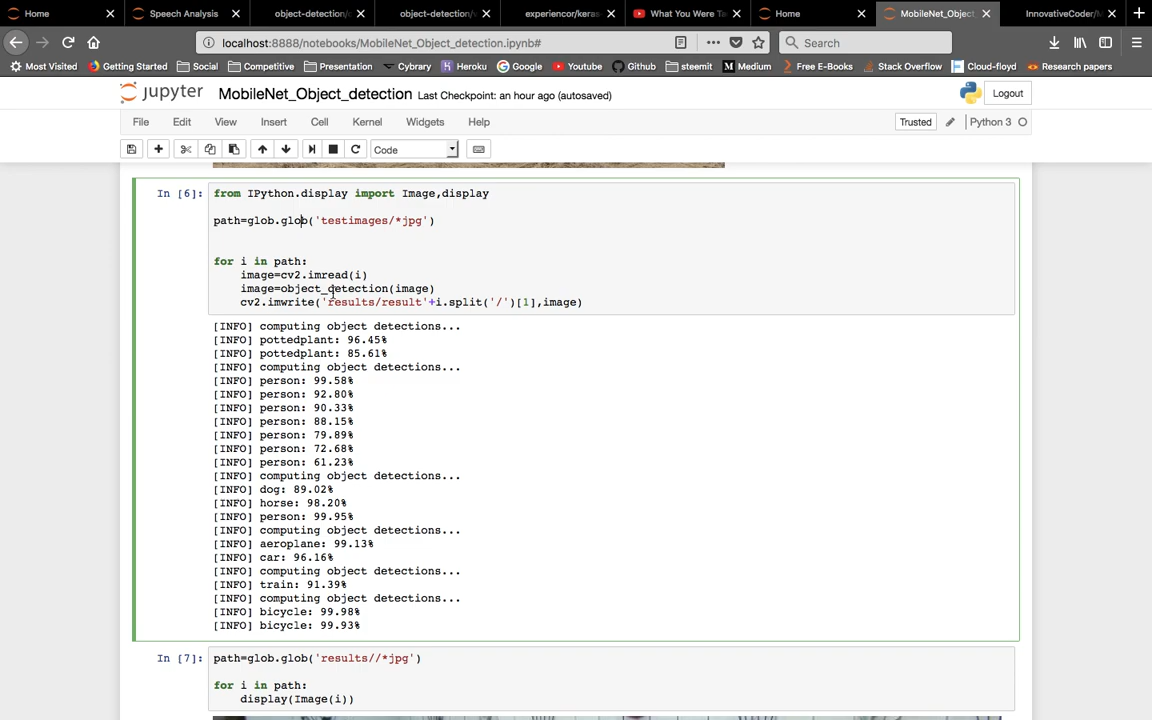 Home
Speech Analysis
object-detection/
object-detection/
experiencor/keras
What You Were Ta
Home
MobileNet_Object
InnovativeCoder/M
localhost:8888/notebooks/MobileNet_Object_detection.ipynb#
Search
Most Visited
Getting Started
Social
Competitive
Presentation
Cybrary
Heroku
Google
Youtube
Github
steemit
Medium
Free E-Books
Stack Overflow
Cloud-floyd
Research papers
jupyter
MobileNet_Object_detection
Last Checkpoint: an hour ago (autosaved)
Logout
File Edit View Insert Cell Kernel Widgets Help
Trusted
Python 3
Code
In [6]:
from IPython.display import Image,display
path=glob.glob('testimages/*jpg')
for i in path:
image=cv2.imread(i)
image=object_detection(image)
cv2.imwrite('results/result'+i.split('/')[1],image)
[INFO] computing object detections...
[INFO] pottedplant: 96.45%
[INFO] pottedplant: 85.61%
[INFO] computing object detections...
[INFO] person: 99.58%
[INFO] person: 92.80%
[INFO] person: 90.33%
[INFO] person: 88.15%
[INFO] person: 79.89%
[INFO] person: 72.68%
[INFO] person: 61.23%
[INFO] computing object detections...
[INFO] dog: 89.02%
[INFO] horse: 98.20%
[INFO] person: 99.95%
[INFO] computing object detections...
[INFO] aeroplane: 99.13%
[INFO] car: 96.16%
[INFO] computing object detections...
[INFO] train: 91.39%
[INFO] computing object detections...
[INFO] bicycle: 99.98%
[INFO] bicycle: 99.93%
In [7]:
path=glob.glob('results//*jpg')
for i in path:
display(Image(i))